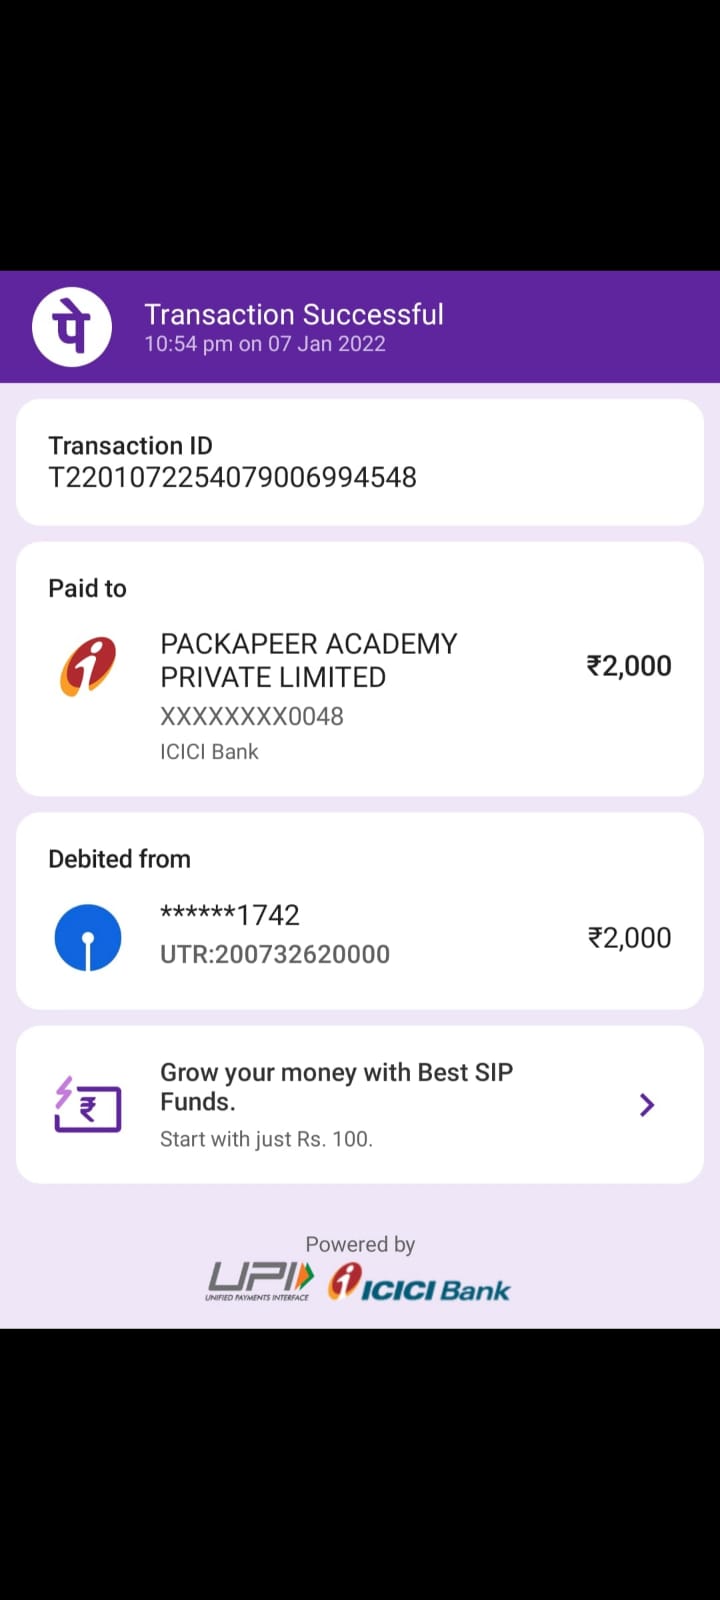 पे
Transaction Successful
10:54 pm on 07 Jan 2022
Transaction ID
T2201072254079006994548
Paid to
PACKAPEER ACADEMY
PRIVATE LIMITED
₹2,000
XXXXXXXX0048
ICICI Bank
Debited from
******1742
₹2,000
UTR:200732620000
₹
Grow your money with Best SIP
Funds.
Start with just Rs. 100.
Powered by
UPI
UNIFIED PAYMENTS INTERFACE
ICICI Bank